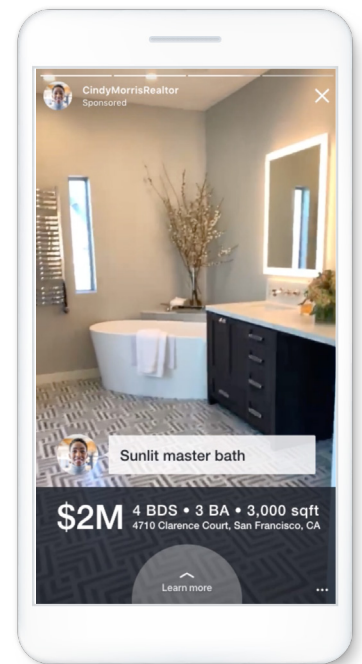 CindyMorrisRealtor
Sponsored
Sunlit master bath
$2M
4 BDS • 3 BA • 3,000 sqft
4710 Clarence Court, San Francisco, CA
Learn more